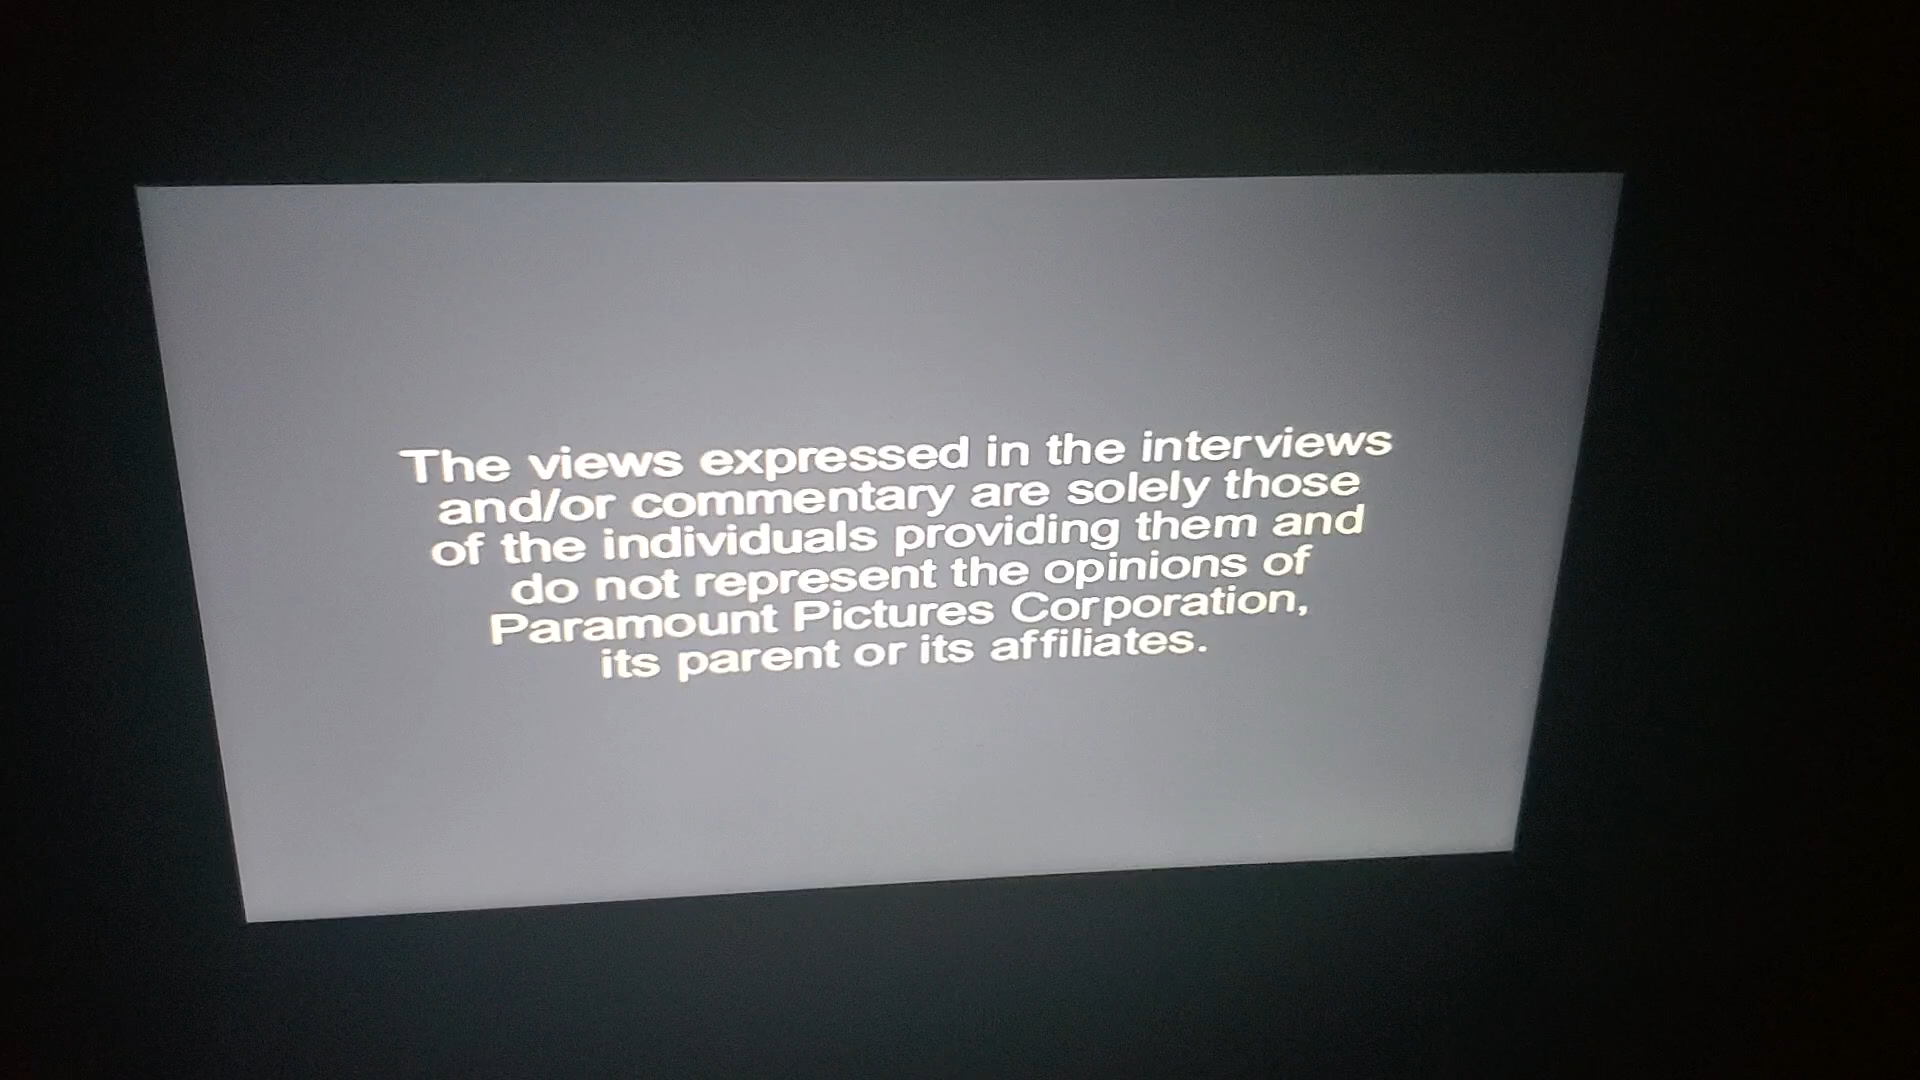 The views expressed in the interviews
and/or commentary are solely those
of the individuals providing them and
do not represent the opinions of
Paramount Pictures Corporation,
its parent or its affiliates.